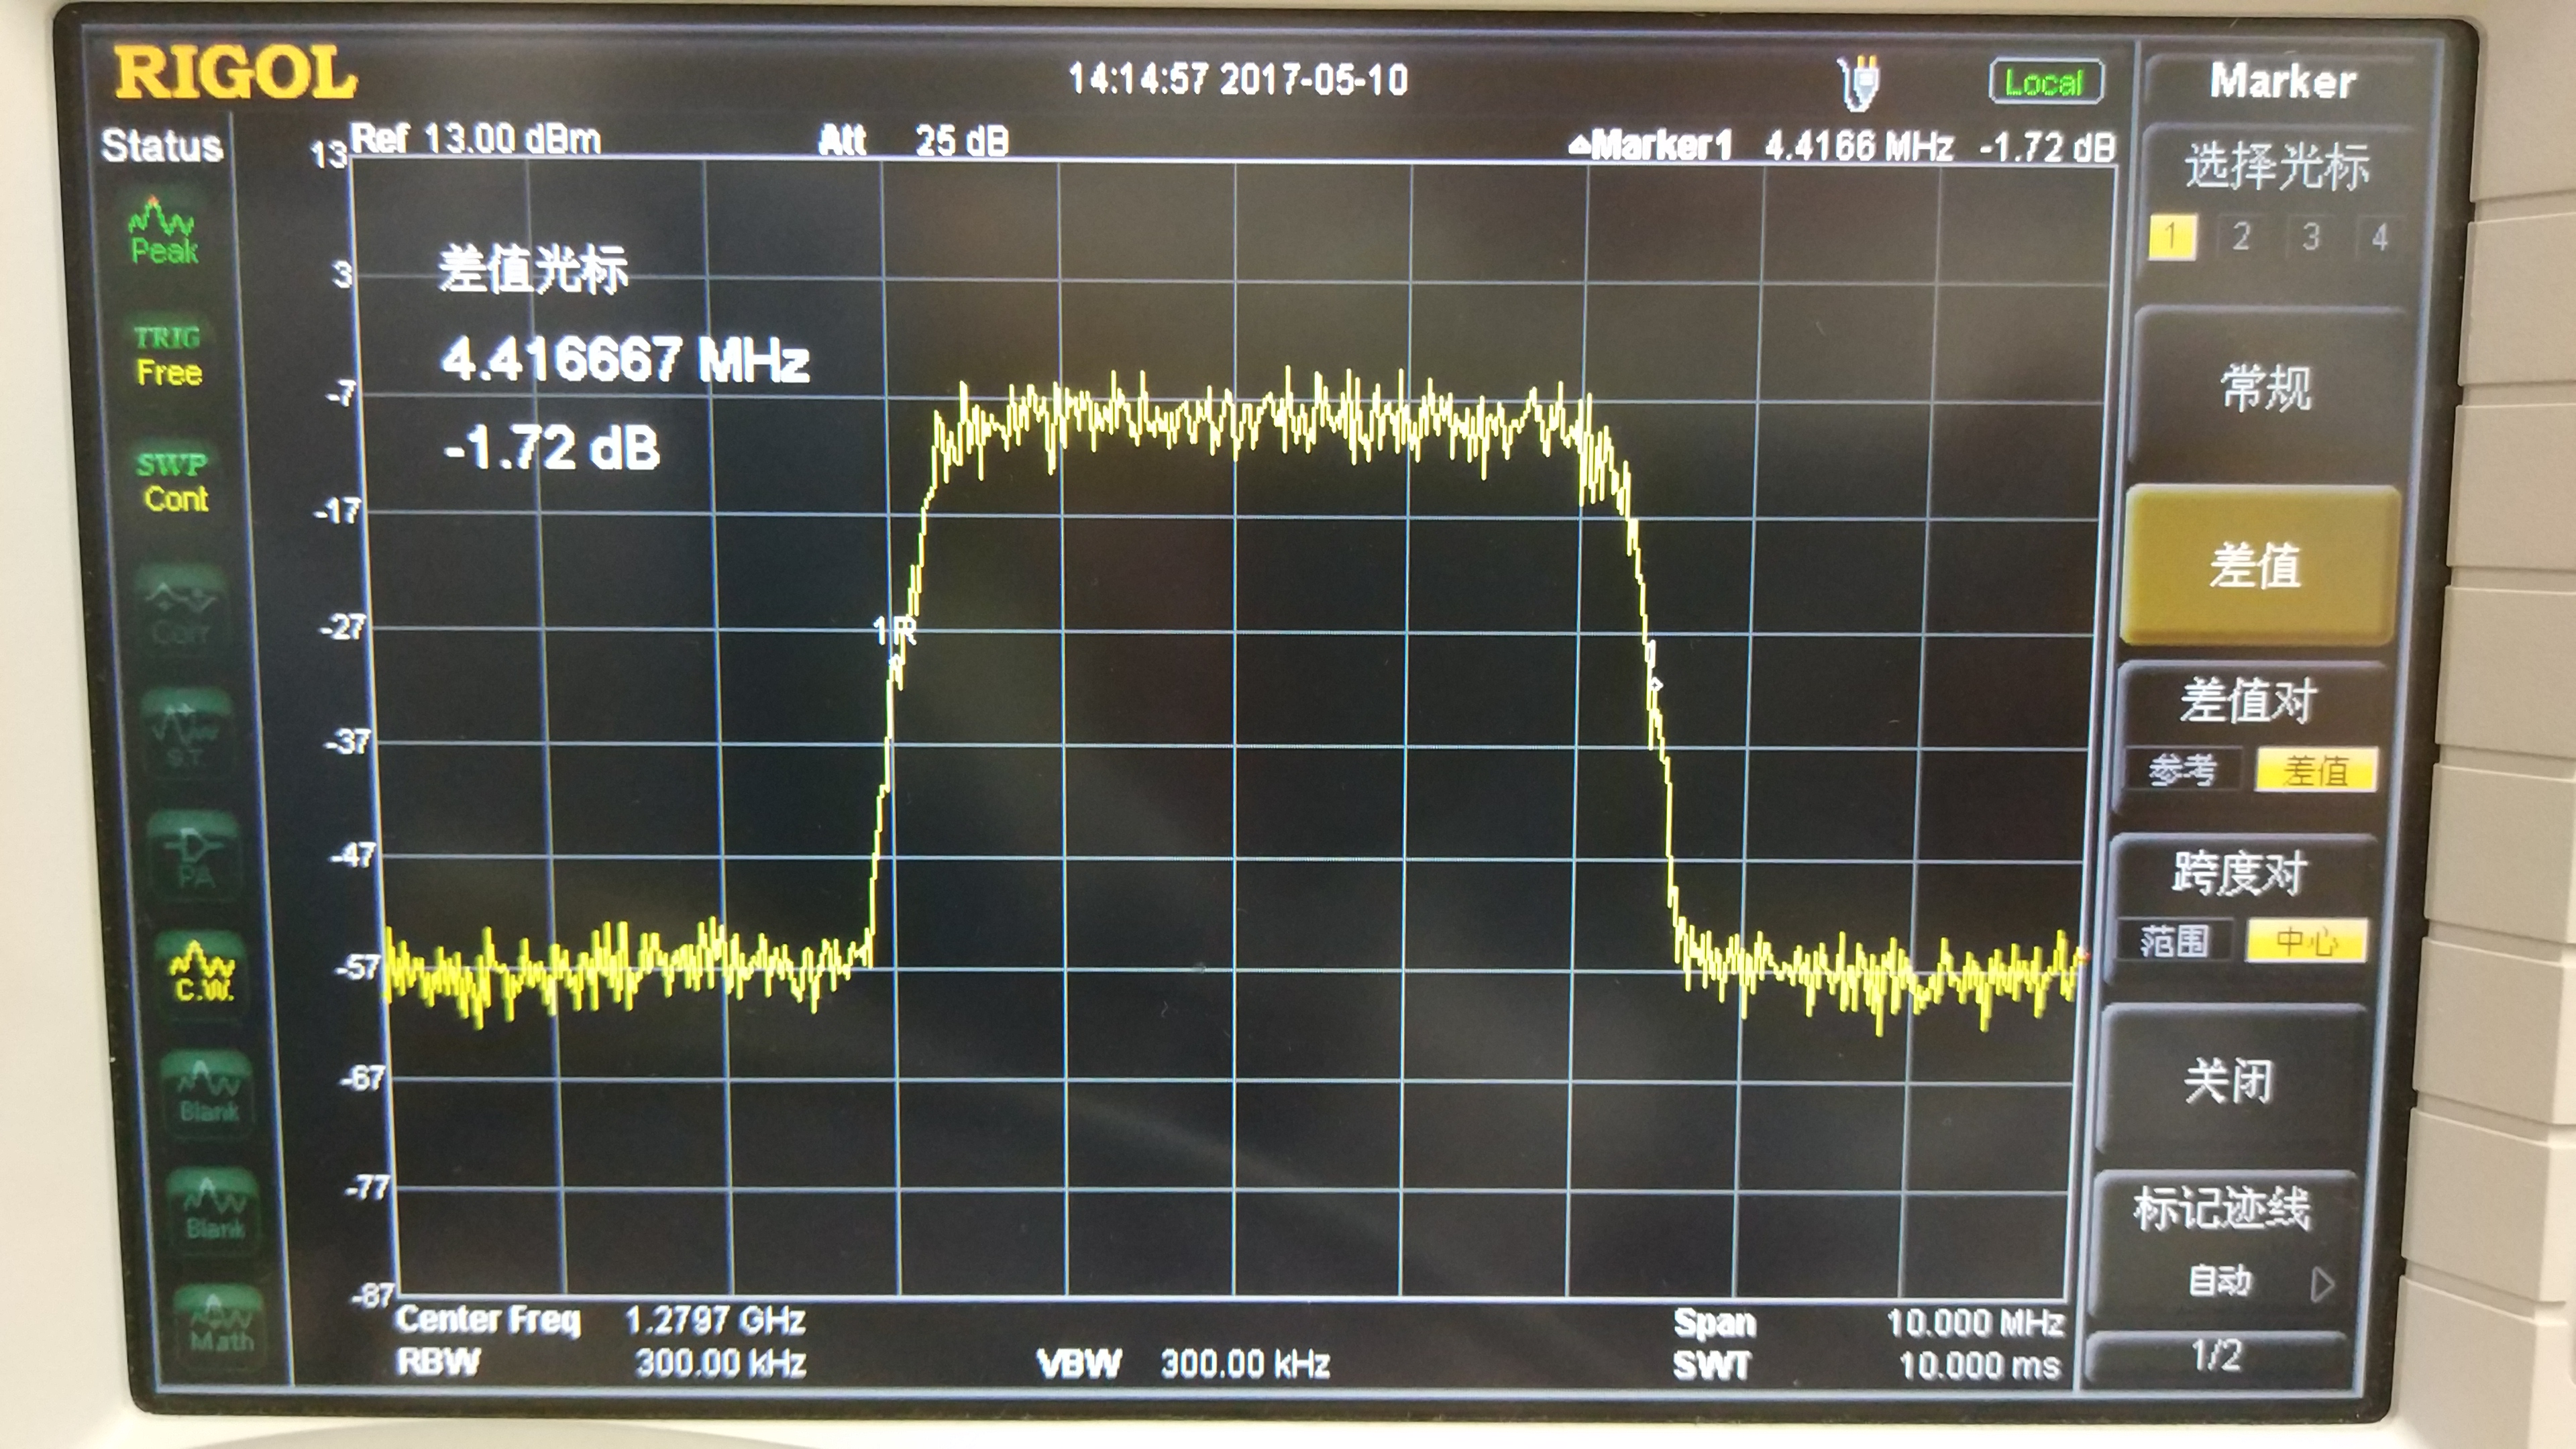 RIGOL
14:14:57 2017-05-10
Local
Marker
Status
Ref 13.00 dBm
Att 25 dB
Marker1 4.4166 MHz -1.72 dB
选择光标
1 2 3 4
Peak
TRIG
Free
SWP
Cont
Corr
S.T.
PA
C.W.
Blank
Blank
Math
13
3
-7
-17
-27
-37
-47
-57
-67
-77
-87
差值光标
4.416667 MHz
-1.72 dB
1R
常规
差值
差值对
参考 差值
跨度对
范围 中心
关闭
标记迹线
自动
1/2
Center Freq 1.2797 GHz
Span 10.000 MHz
RBW 300.00 kHz
VBW 300.00 kHz
SWT 10.000 ms